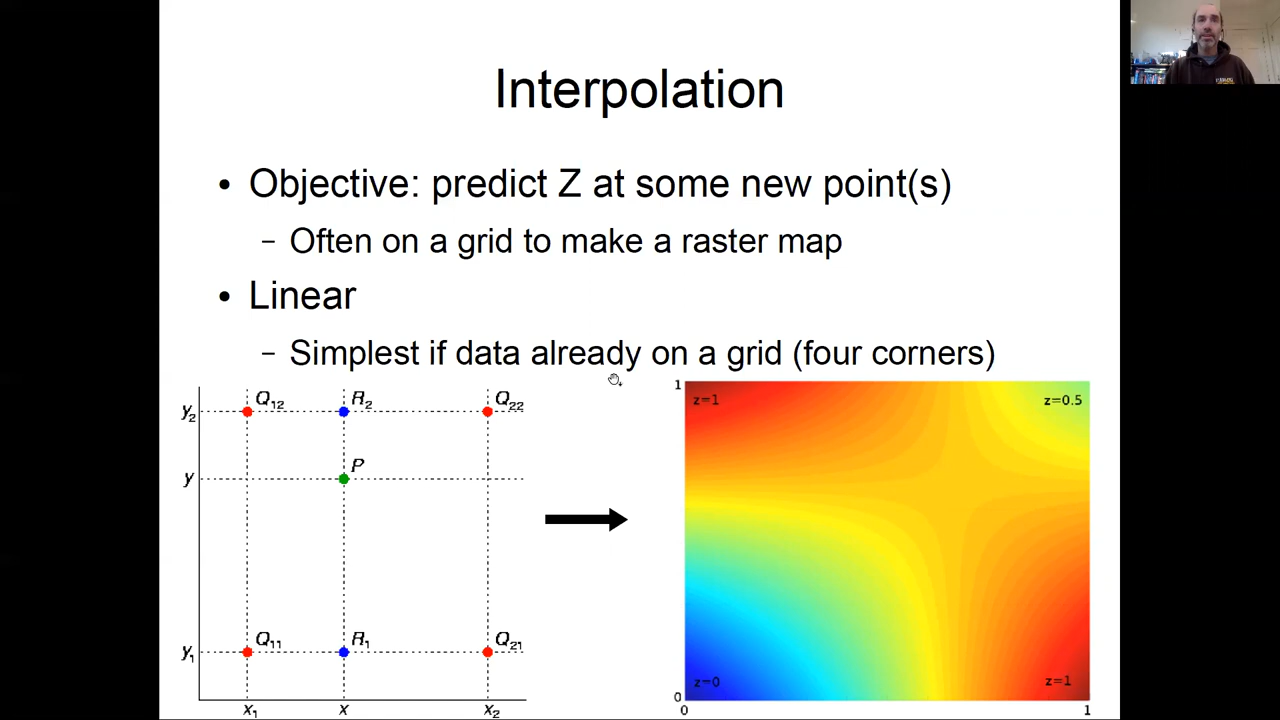 Interpolation
• Objective: predict Z at some new point(s)
– Often on a grid to make a raster map
• Linear
– Simplest if data already on a grid (four corners)
Q12 R2 Q22
y2
P
y
Q11 R1 Q21
y1
x1 x x2
1
z=1 z=0.5
z=0 z=1
0
0 1